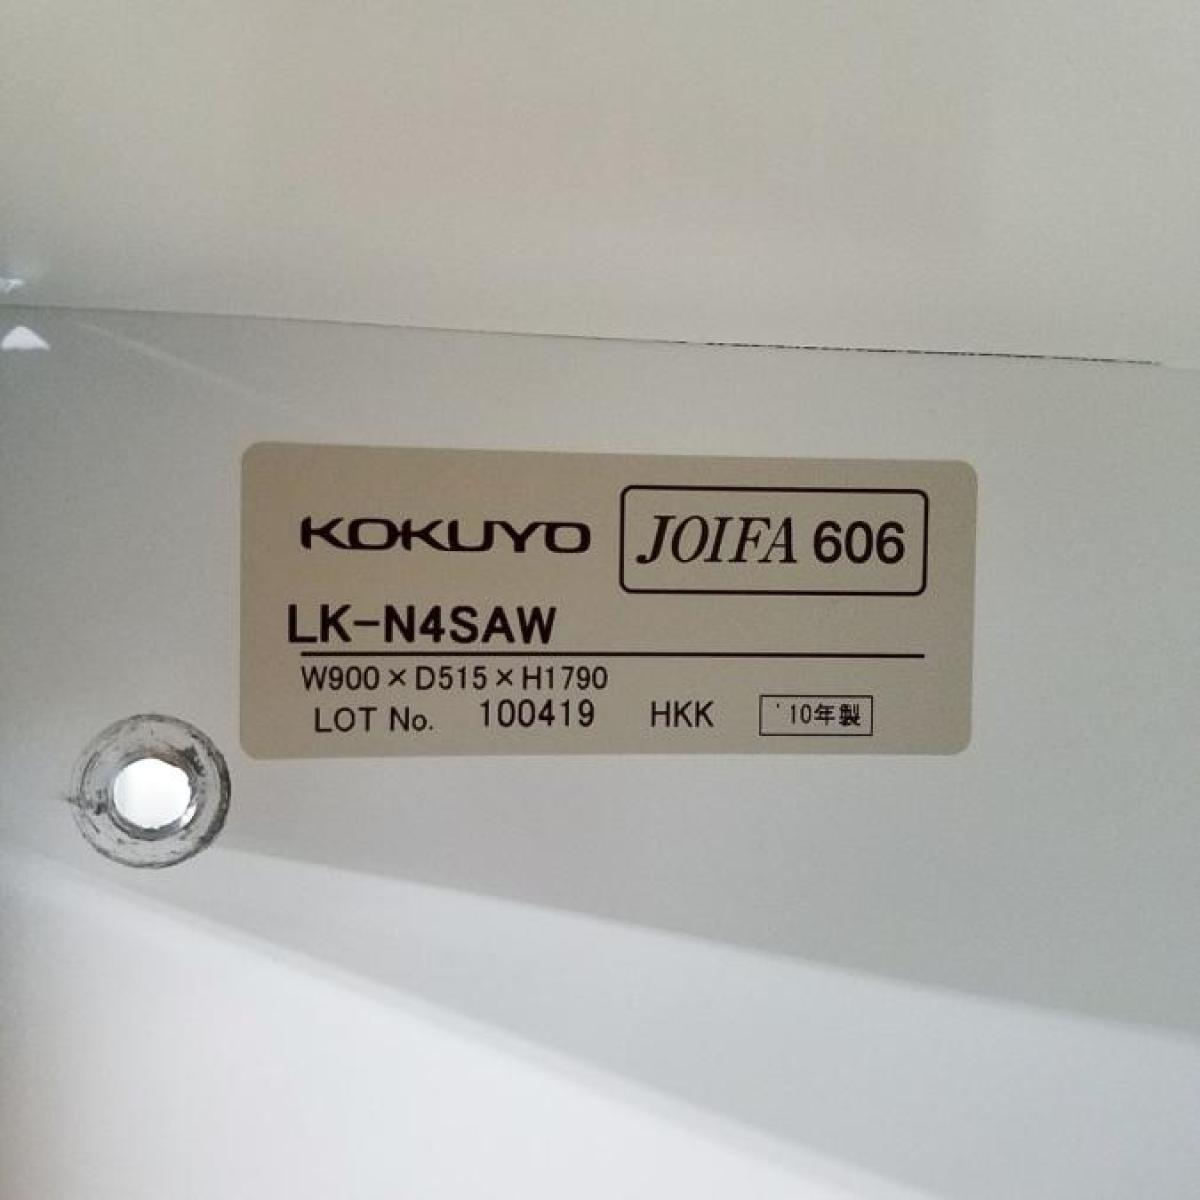 KOKUYO JOIFA 606
LK-N4SAW
W900×D515×H1790
LOT No. 100419 HKK '10年製